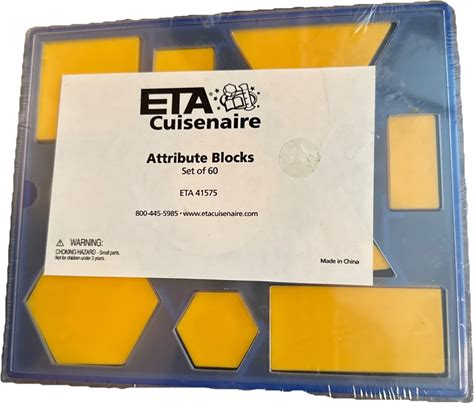 ETA
Cuisenaire
Attribute Blocks
Set of 60
ETA 41575
800-445-5985 • www.etacuisenaire.com
⚠ WARNING:
CHOKING HAZARD - Small parts.
Not for children under 3 years.
Made in China